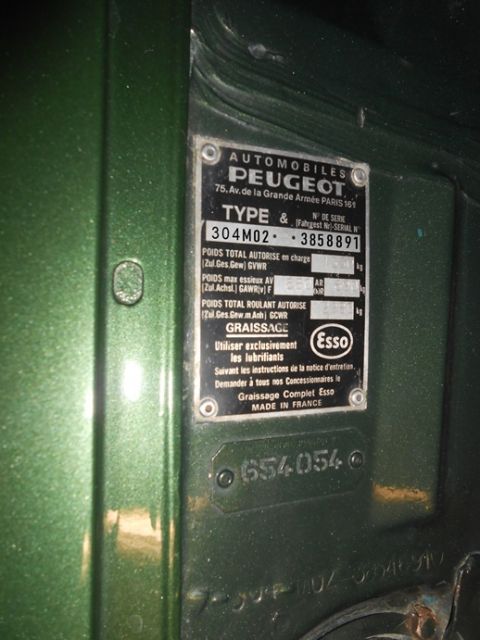 AUTOMOBILES
PEUGEOT
75, Av. de la Grande Armée PARIS 161
TYPE & N° DE SERIE
(Fahrgest Nr)-SERIAL N°
304M02 · · 3858891
POIDS TOTAL AUTORISE en charge kg
(Zul.Ges.Gew) GVWR
POIDS max essieux AV AR kg
(Zul.Achsl.) GAWR(v) F
POIDS TOTAL ROULANT AUTORISE kg
(Zul.Ges.Gew.m.Anh) GCWR
GRAISSAGE
Utiliser exclusivement
les lubrifiants
Esso
Suivant les instructions de la notice d'entretien.
Demander à tous nos Concessionnaires le
Graissage Complet Esso
MADE IN FRANCE
654054